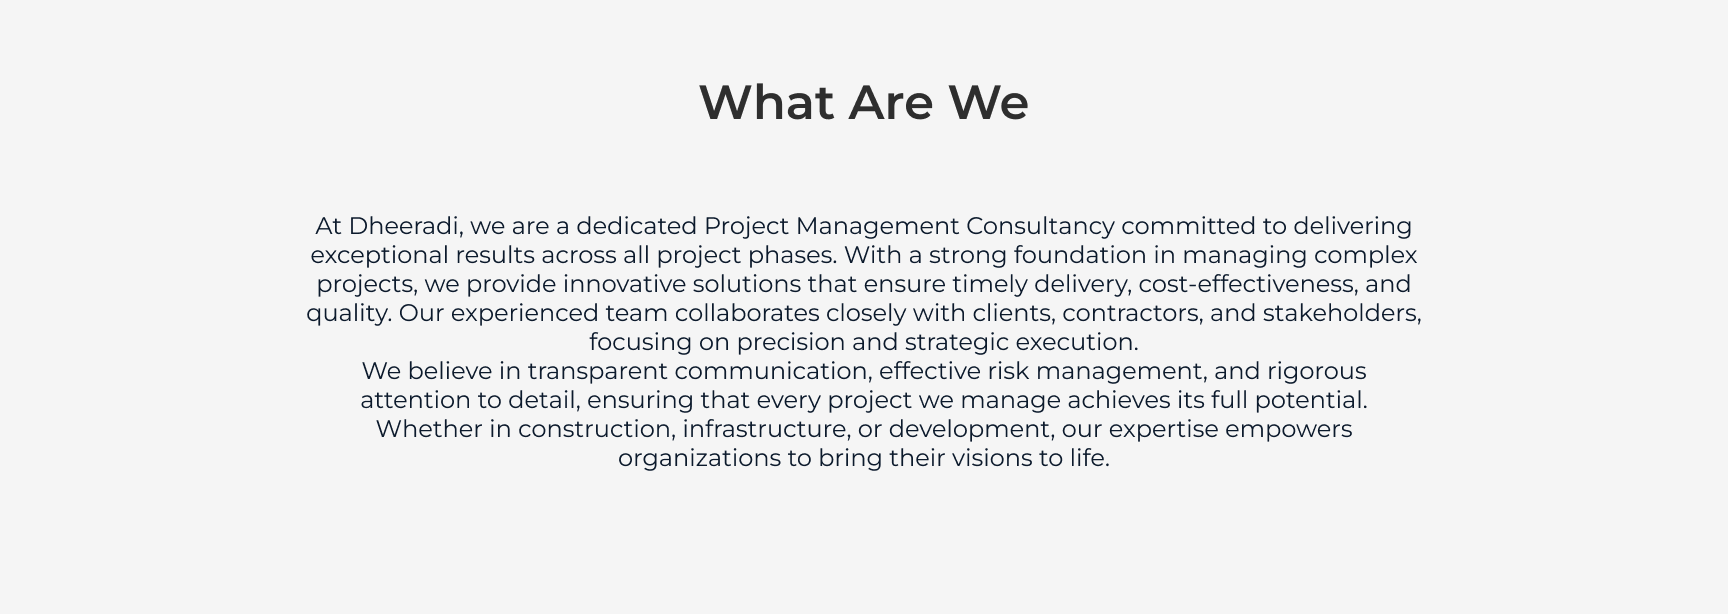 What Are We
At Dheeradi, we are a dedicated Project Management Consultancy committed to delivering
exceptional results across all project phases. With a strong foundation in managing complex
projects, we provide innovative solutions that ensure timely delivery, cost-effectiveness, and
quality. Our experienced team collaborates closely with clients, contractors, and stakeholders,
focusing on precision and strategic execution.
We believe in transparent communication, effective risk management, and rigorous
attention to detail, ensuring that every project we manage achieves its full potential.
Whether in construction, infrastructure, or development, our expertise empowers
organizations to bring their visions to life.